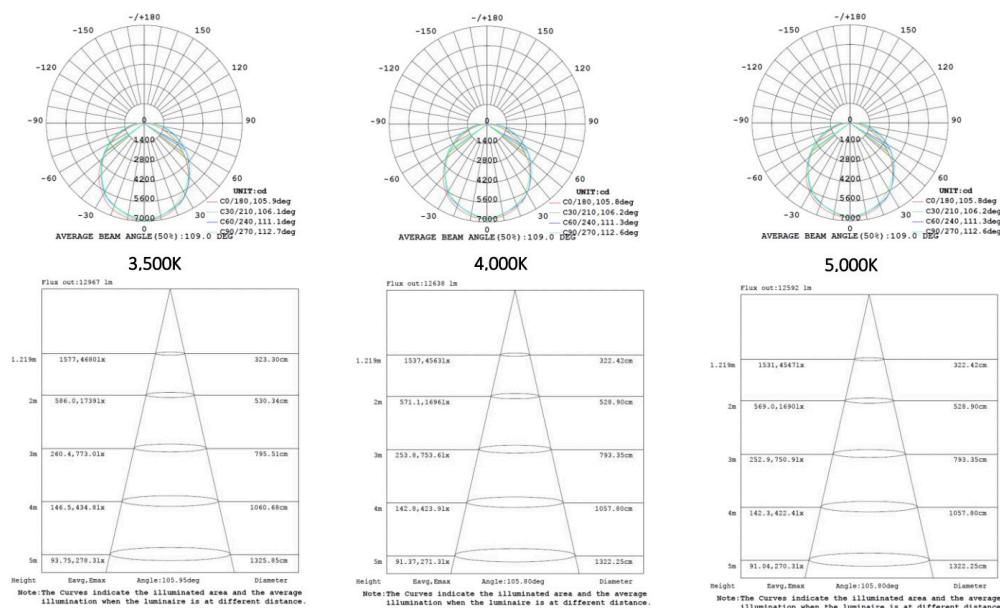 -/+180
-150
150
-120
120
-90
0
90
1400
2800
-60
4200
60
5600
UNIT:cd
-30
7000
30
C0/180,105.9deg
C30/210,106.1deg
C60/240,111.1deg
C90/270,112.7deg
0
AVERAGE BEAM ANGLE(50%):109.0 DEG
-/+180
-150
150
-120
120
-90
0
90
1400
2800
-60
4200
60
5600
UNIT:cd
-30
7000
30
C0/180,105.8deg
C30/210,106.2deg
C60/240,111.3deg
C90/270,112.6deg
0
AVERAGE BEAM ANGLE(50%):109.0 DEG
-/+180
-150
150
-120
120
-90
0
90
1400
2800
-60
4200
60
5600
UNIT:cd
-30
7000
30
C0/180,105.8deg
C30/210,106.2deg
C60/240,111.3deg
C90/270,112.6deg
0
AVERAGE BEAM ANGLE(50%):109.0 DEG
3,500K
4,000K
5,000K
Flux out:12967 lm
1.219m 1577,4680lx 323.30cm
2m 586.0,1739lx 530.34cm
3m 260.4,773.0lx 795.51cm
4m 146.5,434.8lx 1060.68cm
5m 93.75,278.3lx 1325.85cm
Height Eavg,Emax Angle:105.95deg Diameter
Note:The Curves indicate the illuminated area and the average
illumination when the luminaire is at different distance.
Flux out:12638 lm
1.219m 1537,4563lx 322.42cm
2m 571.1,1696lx 528.90cm
3m 253.8,753.6lx 793.35cm
4m 142.8,423.9lx 1057.80cm
5m 91.37,271.3lx 1322.25cm
Height Eavg,Emax Angle:105.80deg Diameter
Note:The Curves indicate the illuminated area and the average
illumination when the luminaire is at different distance.
Flux out:12592 lm
1.219m 1531,4547lx 322.42cm
2m 569.0,1690lx 528.90cm
3m 252.9,750.9lx 793.35cm
4m 142.3,422.4lx 1057.80cm
5m 91.04,270.3lx 1322.25cm
Height Eavg,Emax Angle:105.80deg Diameter
Note:The Curves indicate the illuminated area and the average
illumination when the luminaire is at different distance.